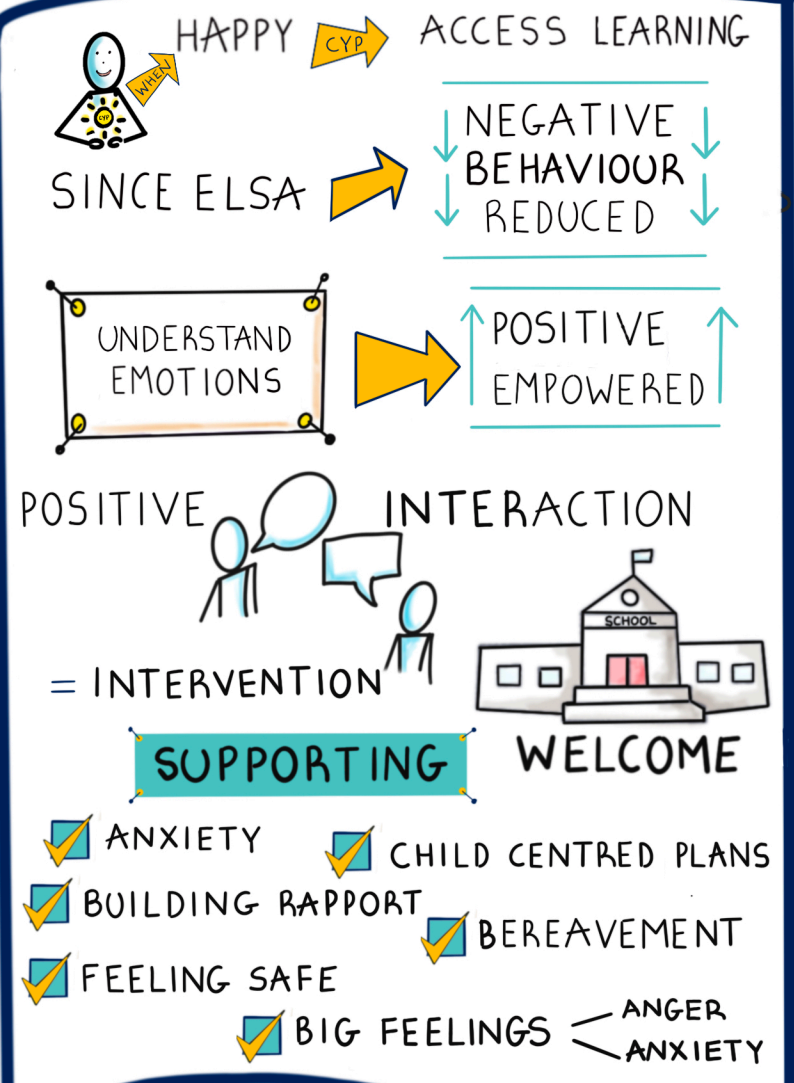 HAPPY
CYP
ACCESS LEARNING
WHEN
CYP
NEGATIVE
BEHAVIOUR
REDUCED
SINCE ELSA
UNDERSTAND
EMOTIONS
POSITIVE
EMPOWERED
POSITIVE INTERACTION
SCHOOL
= INTERVENTION
WELCOME
SUPPORTING
ANXIETY
CHILD CENTRED PLANS
BUILDING RAPPORT
BEREAVEMENT
FEELING SAFE
BIG FEELINGS
ANGER
ANXIETY